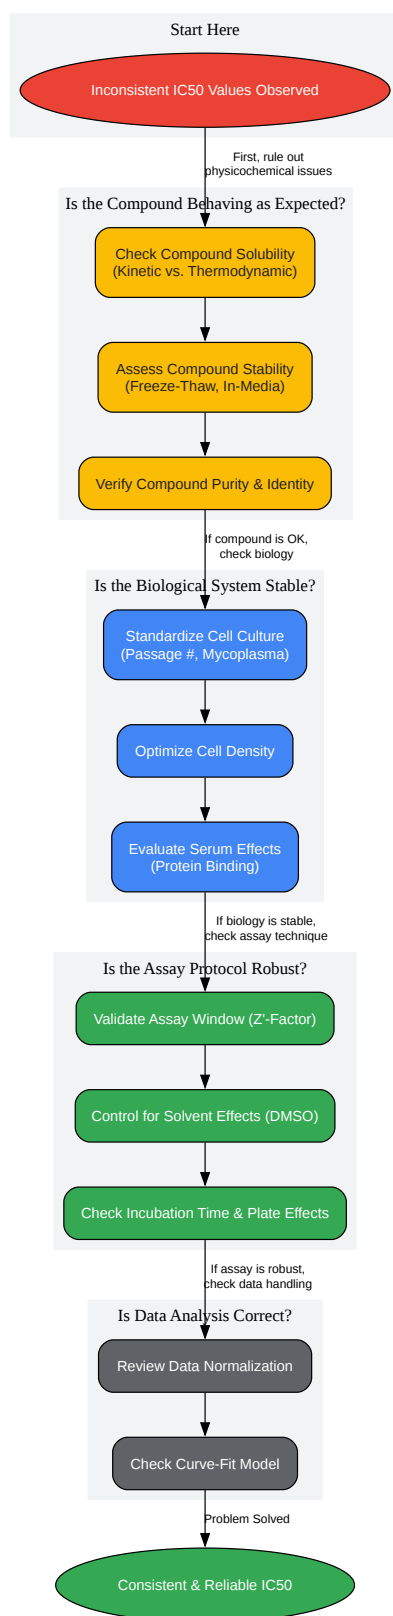 Start Here
Inconsistent IC50 Values Observed
First, rule out
physicochemical issues
Is the Compound Behaving as Expected?
Check Compound Solubility
(Kinetic vs. Thermodynamic)
Assess Compound Stability
(Freeze-Thaw, In-Media)
Verify Compound Purity & Identity
If compound is OK,
check biology
Is the Biological System Stable?
Standardize Cell Culture
(Passage #, Mycoplasma)
Optimize Cell Density
Evaluate Serum Effects
(Protein Binding)
If biology is stable,
check assay technique
Is the Assay Protocol Robust?
Validate Assay Window (Z'-Factor)
Control for Solvent Effects (DMSO)
Check Incubation Time & Plate Effects
If assay is robust,
check data handling
Is Data Analysis Correct?
Review Data Normalization
Check Curve-Fit Model
Problem Solved
Consistent & Reliable IC50